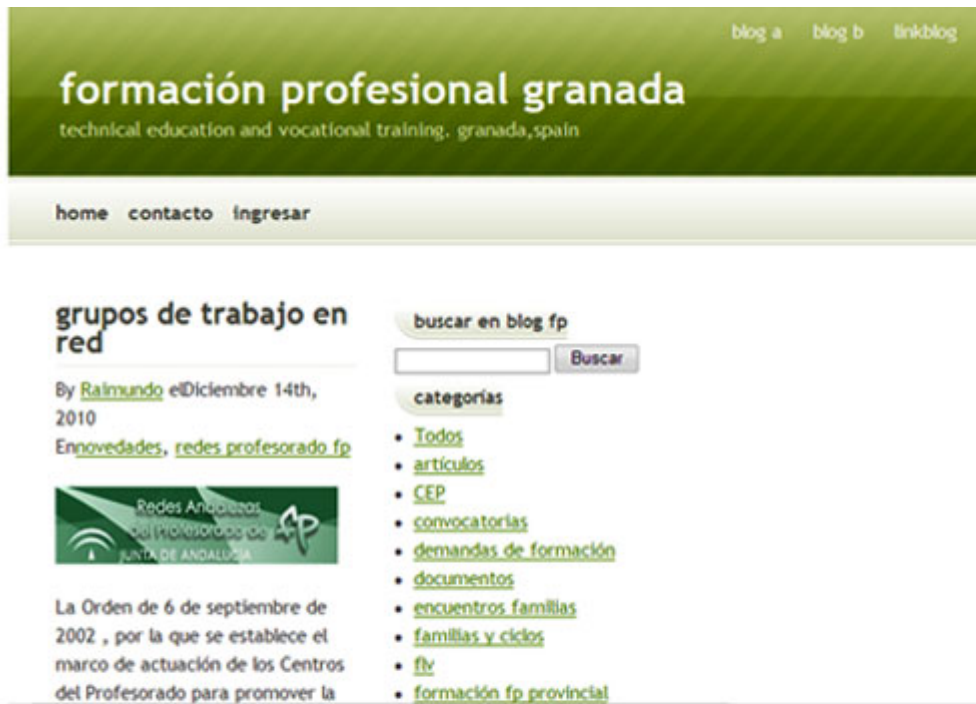 blog a blog b linkblog
formación profesional granada
technical education and vocational training. granada,spain
home contacto ingresar
grupos de trabajo en
red
By Raimundo elDiciembre 14th,
2010
Ennovedades, redes profesorado fp
Redes Andaluzas
del Profesorado de FP
JUNTA DE ANDALUCIA
La Orden de 6 de septiembre de
2002 , por la que se establece el
marco de actuación de los Centros
del Profesorado para promover la
buscar en blog fp
Buscar
categorías
Todos
artículos
CEP
convocatorias
demandas de formación
documentos
encuentros familias
familias y ciclos
flv
formación fp provincial